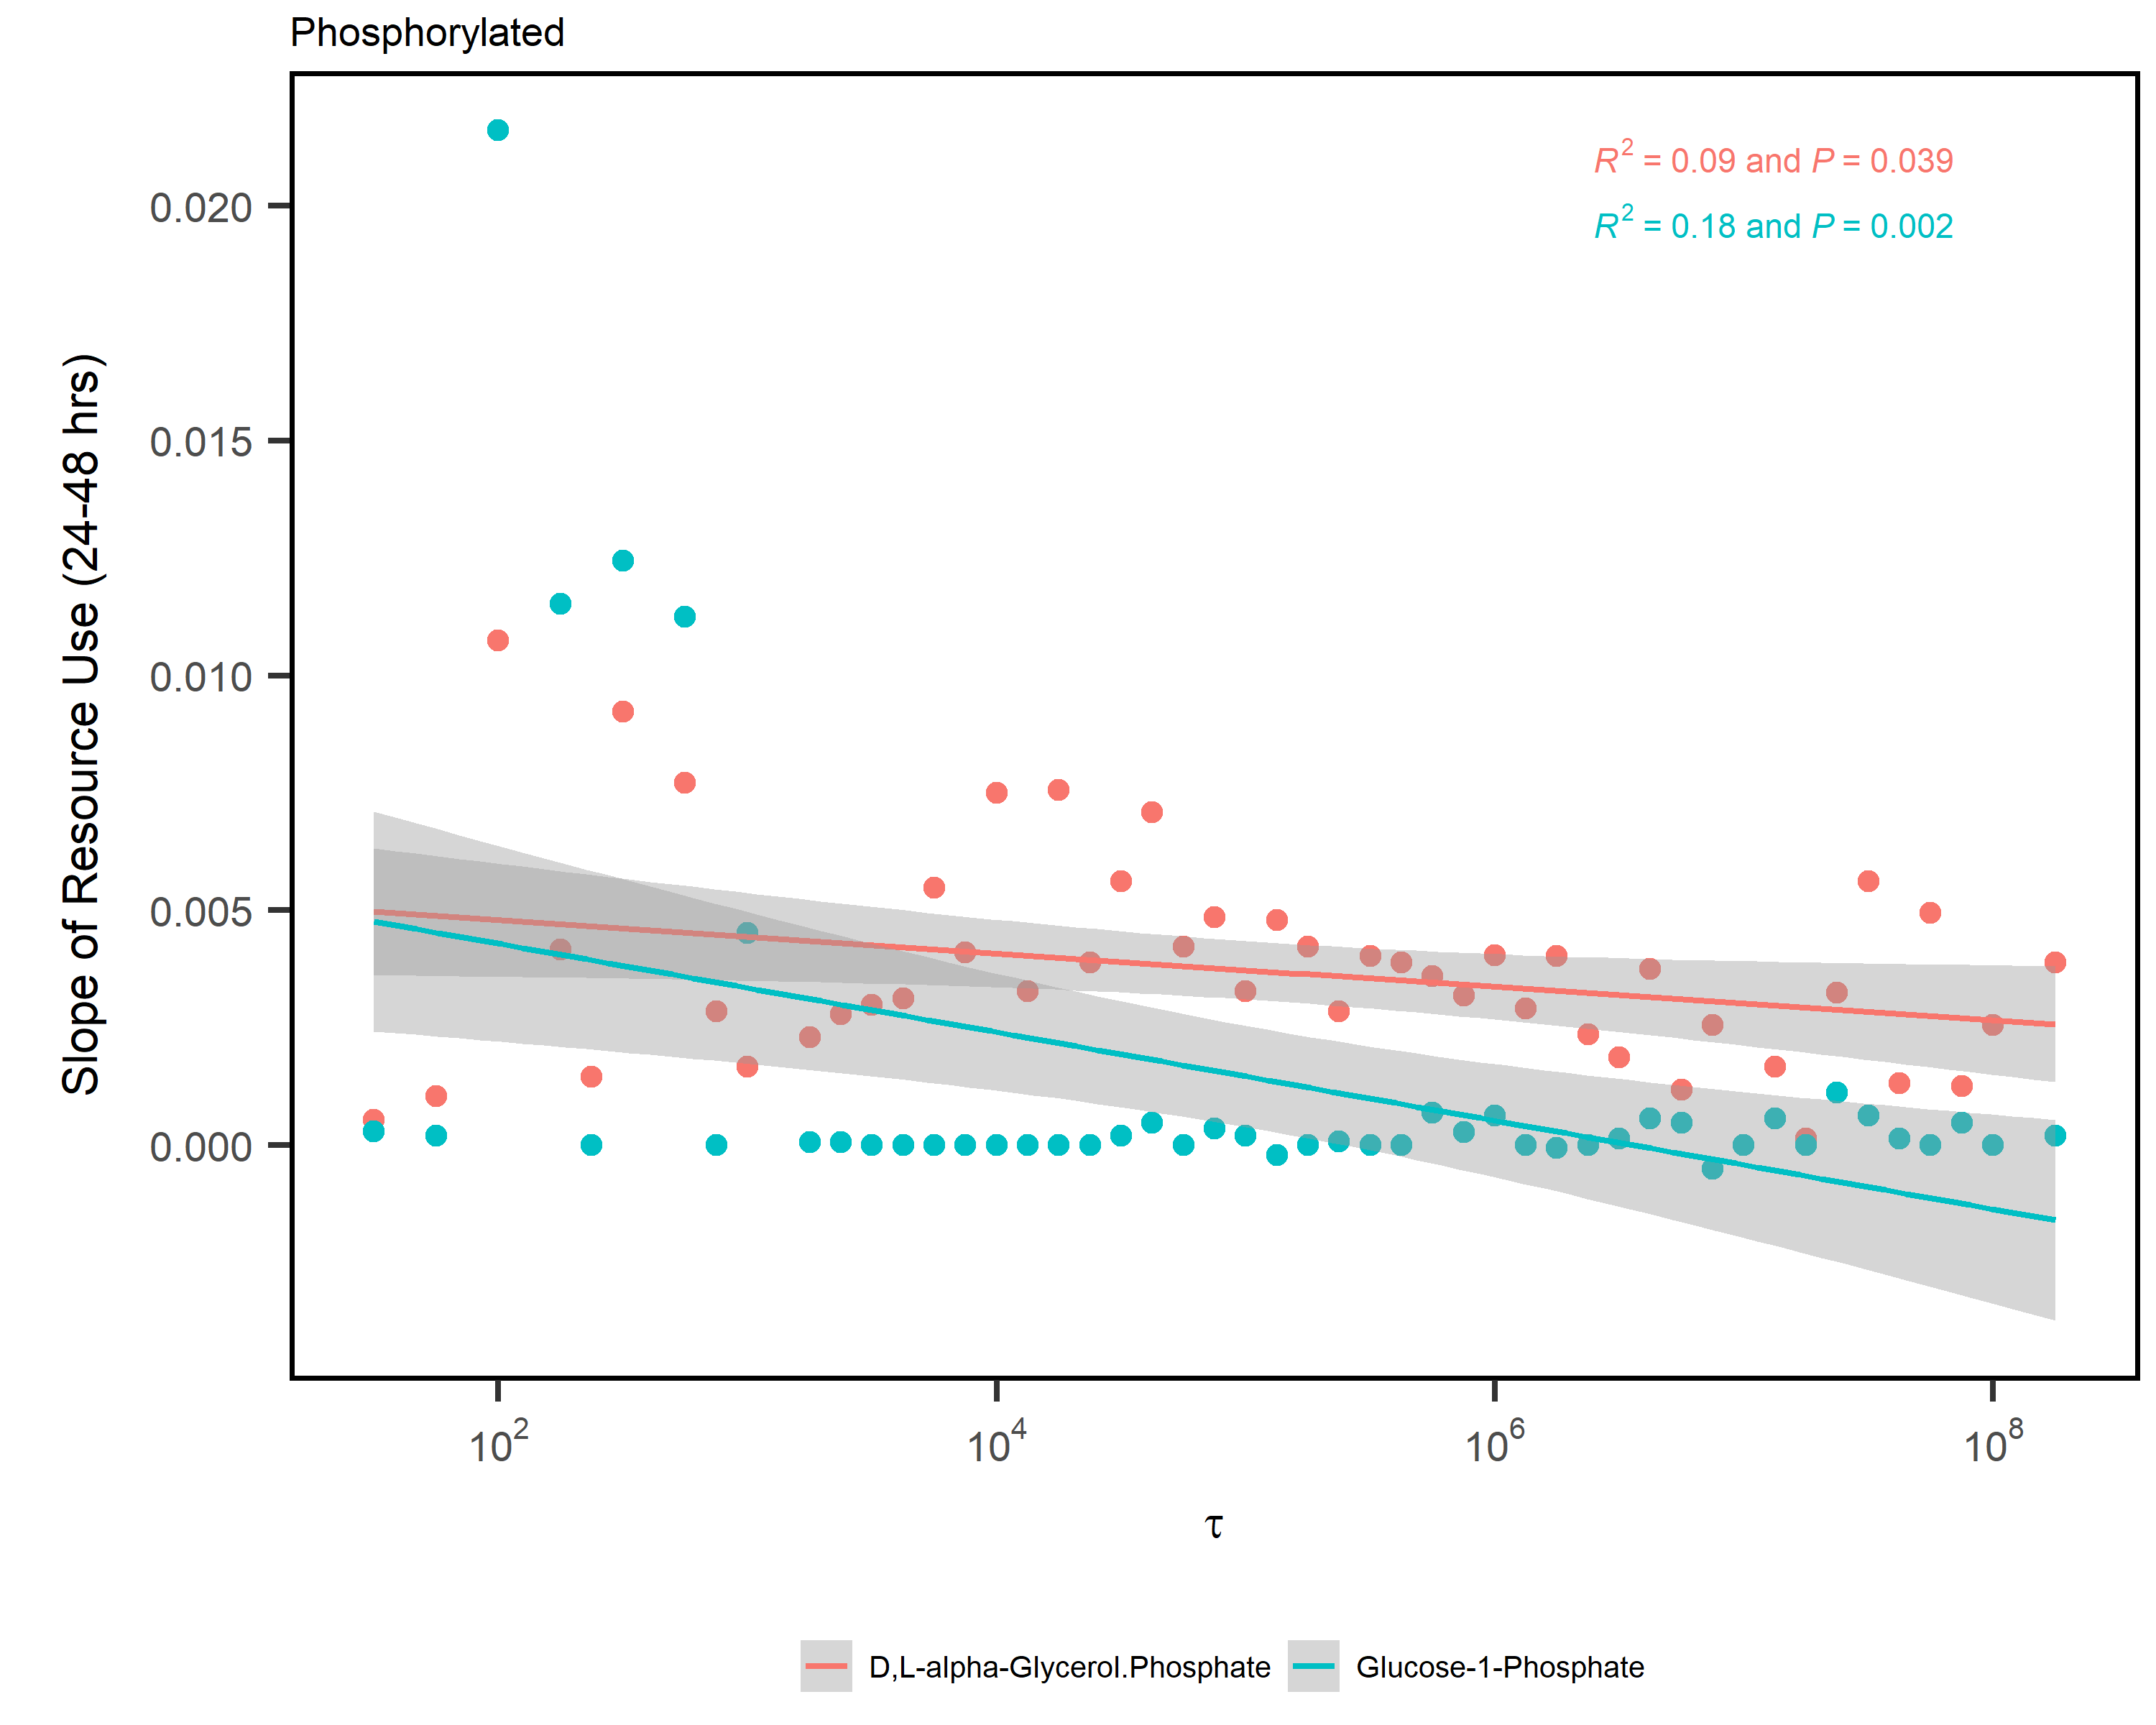 Phosphorylated
R² = 0.09 and P = 0.039
R² = 0.18 and P = 0.002
Slope of Resource Use (24-48 hrs)
0.020
0.015
0.010
0.005
0.000
10² 10⁴ 10⁶ 10⁸
τ
D,L-alpha-Glycerol.Phosphate Glucose-1-Phosphate